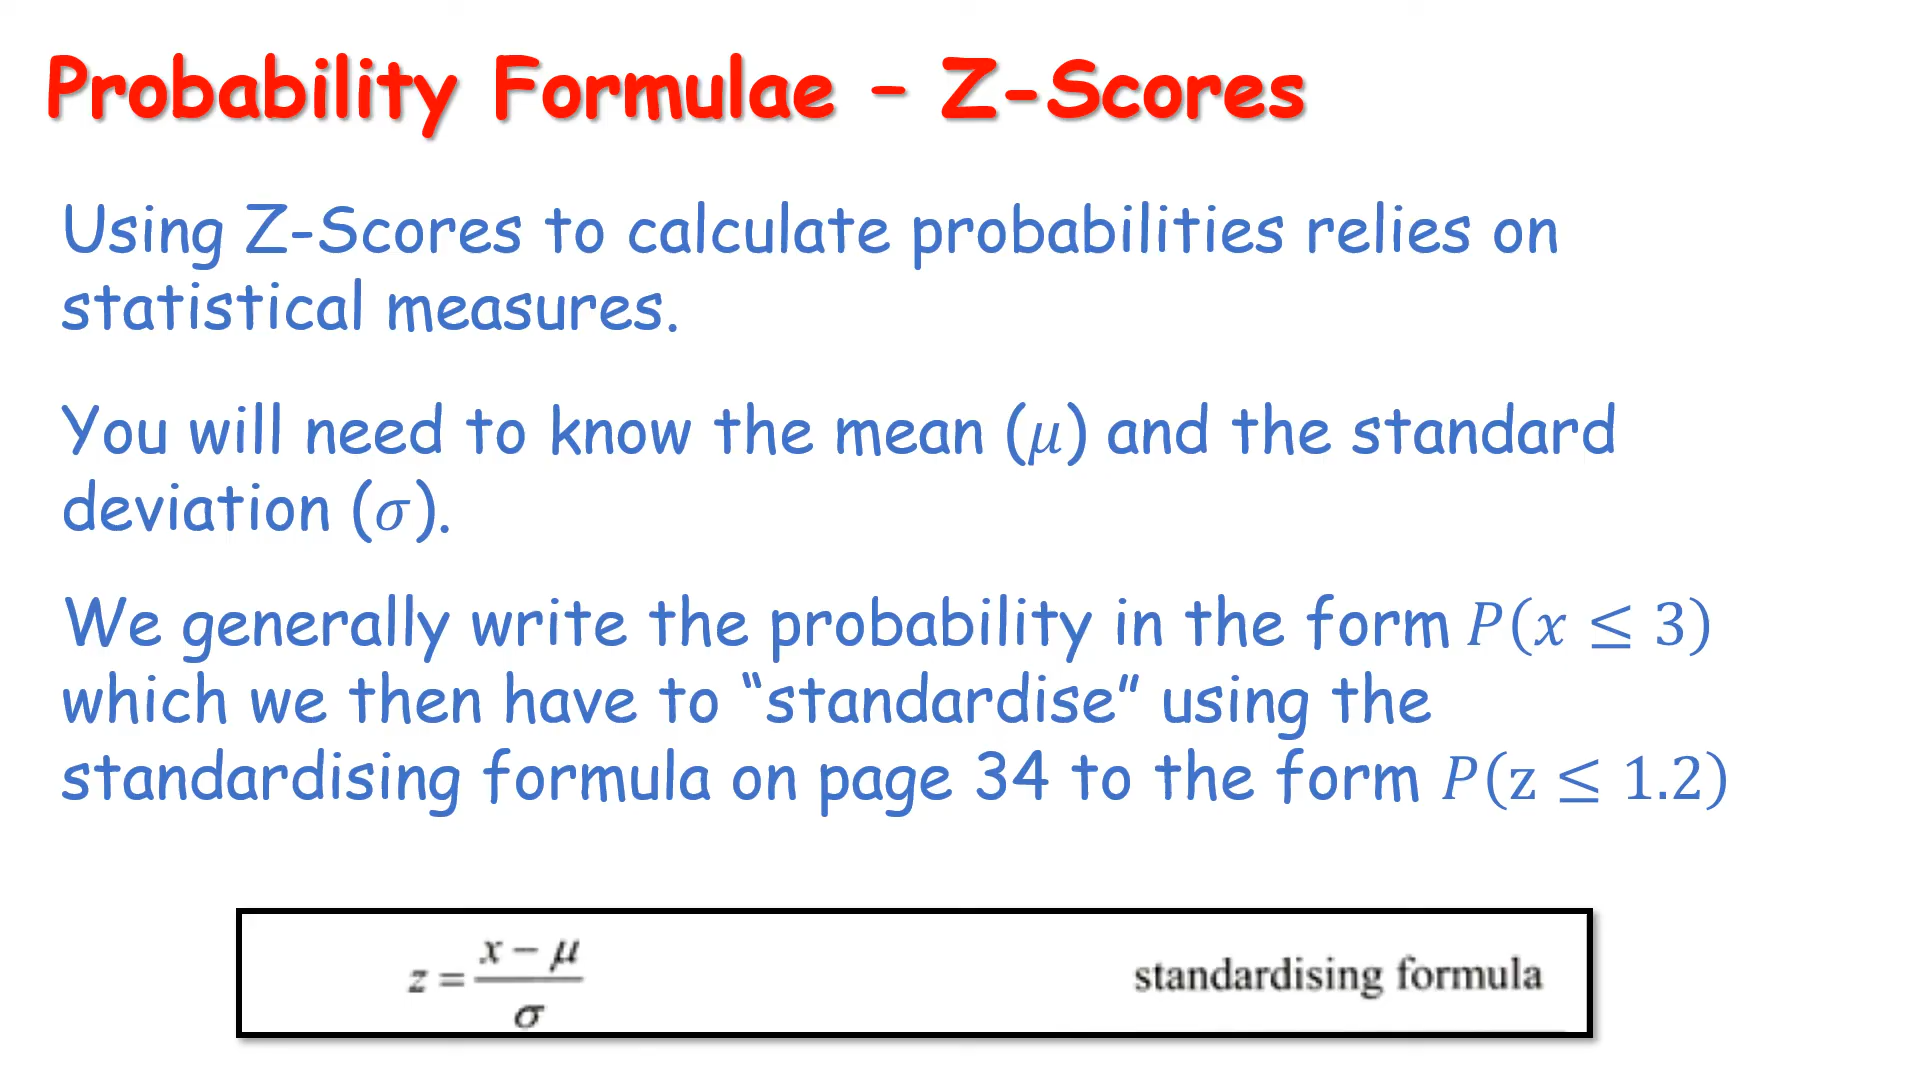 Probability Formulae – Z-Scores
Using Z-Scores to calculate probabilities relies on
statistical measures.
You will need to know the mean (μ) and the standard
deviation (σ).
We generally write the probability in the form P(x ≤ 3)
which we then have to “standardise” using the
standardising formula on page 34 to the form P(z ≤ 1.2)
z = (x − μ)/σ standardising formula